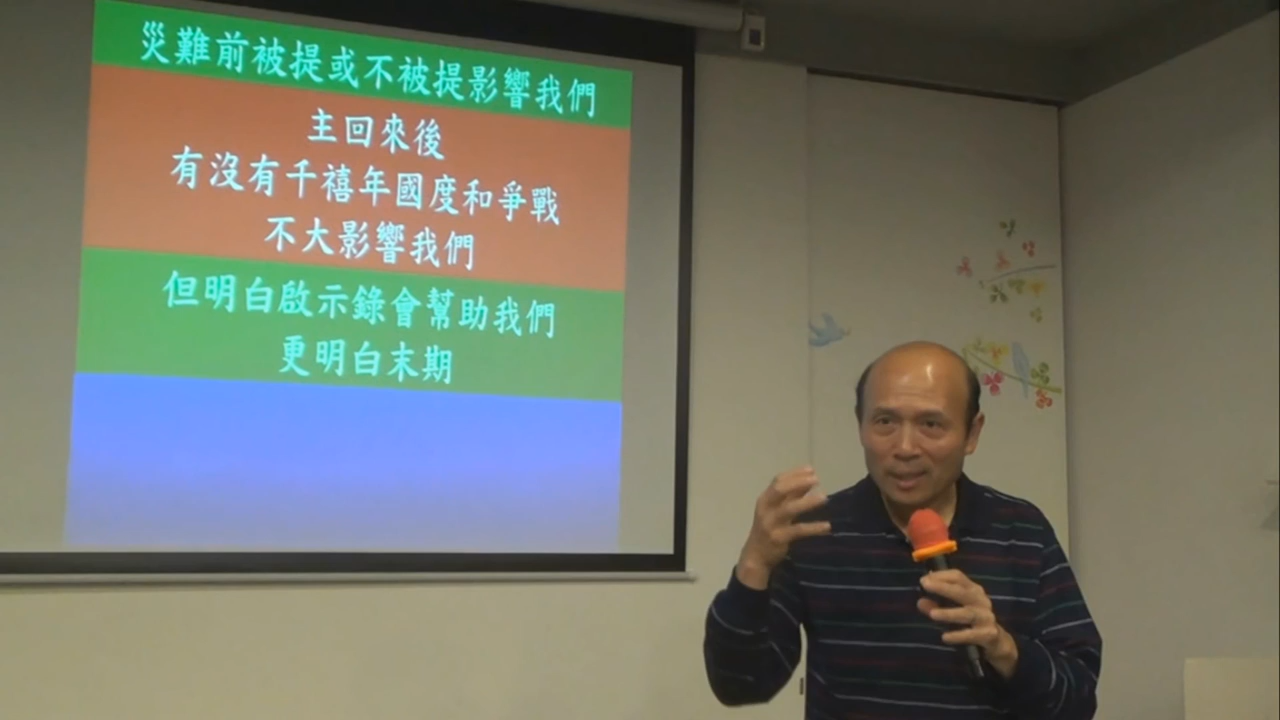 災難前被提或不被提影響我們
主回來後
有沒有千禧年國度和爭戰
不大影響我們
但明白啟示錄會幫助我們
更明白末期